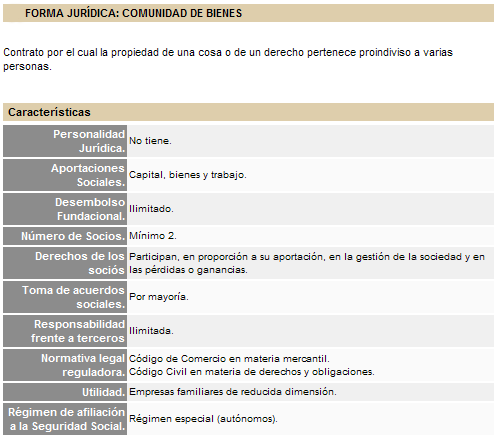 FORMA JURÍDICA: COMUNIDAD DE BIENES
Contrato por el cual la propiedad de una cosa o de un derecho pertenece proindiviso a varias
personas.
Características
Personalidad
Jurídica.
No tiene.
Aportaciones
Sociales.
Capital, bienes y trabajo.
Desembolso
Fundacional.
Ilimitado.
Número de Socios.
Mínimo 2.
Derechos de los
sociós
Participan, en proporción a su aportación, en la gestión de la sociedad y en
las pérdidas o ganancias.
Toma de acuerdos
sociales.
Por mayoría.
Responsabilidad
frente a terceros
Ilimitada.
Normativa legal
reguladora.
Código de Comercio en materia mercantil.
Código Civil en materia de derechos y obligaciones.
Utilidad.
Empresas familiares de reducida dimensión.
Régimen de afiliación
a la Seguridad Social.
Régimen especial (autónomos).